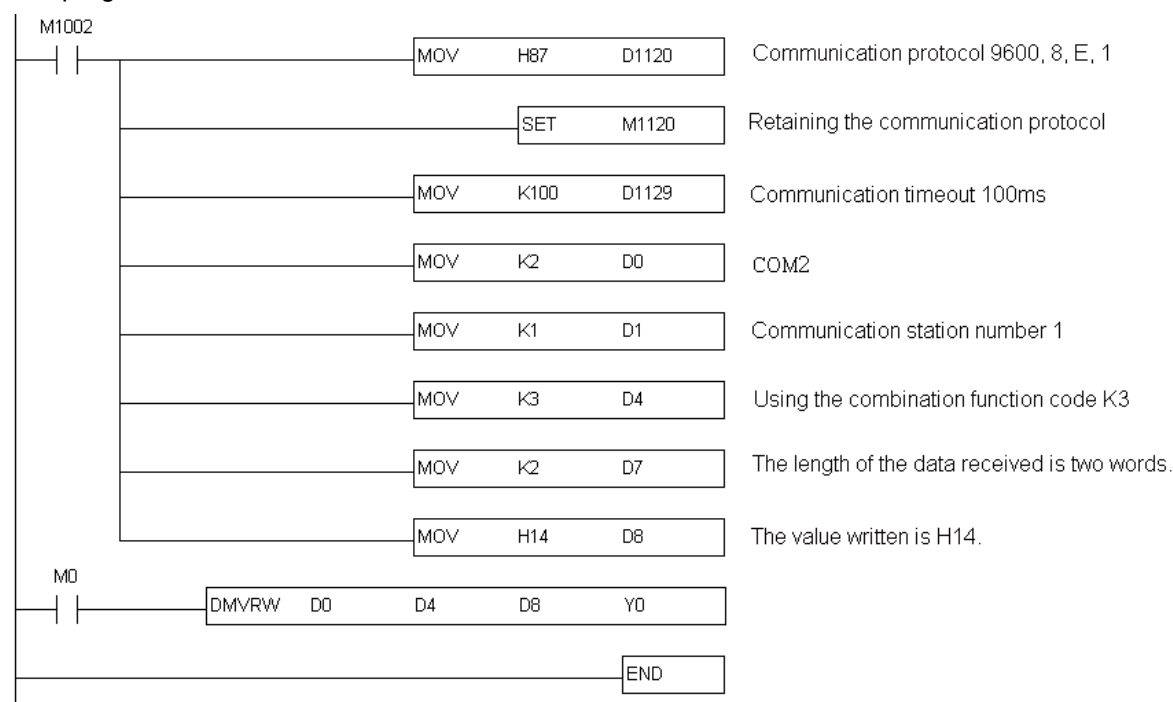 M1002
MOV H87 D1120 Communication protocol 9600, 8, E, 1
SET M1120 Retaining the communication protocol
MOV K100 D1129 Communication timeout 100ms
MOV K2 D0 COM2
MOV K1 D1 Communication station number 1
MOV K3 D4 Using the combination function code K3
MOV K2 D7 The length of the data received is two words.
MOV H14 D8 The value written is H14.
M0
DMVRW D0 D4 D8 Y0
END